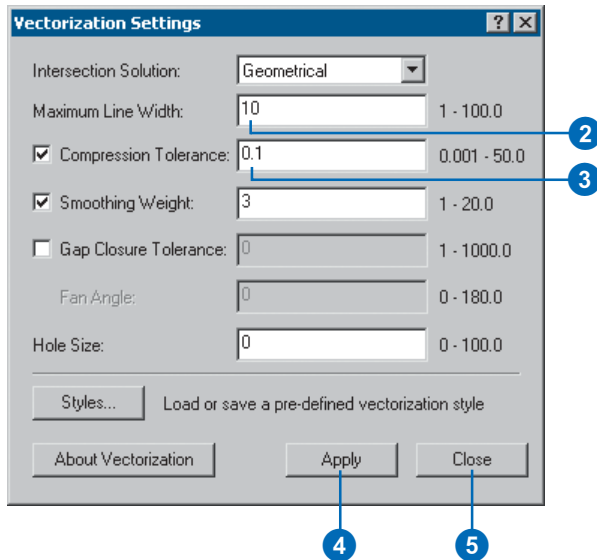 Vectorization Settings ? X
Intersection Solution: Geometrical
Maximum Line Width: 10 1 - 100.0
2
Compression Tolerance: 0.1 0.001 - 50.0
3
Smoothing Weight: 3 1 - 20.0
Gap Closure Tolerance: 0 1 - 1000.0
Fan Angle: 0 0 - 180.0
Hole Size: 0 0 - 100.0
Styles... Load or save a pre-defined vectorization style
About Vectorization Apply Close
4 5